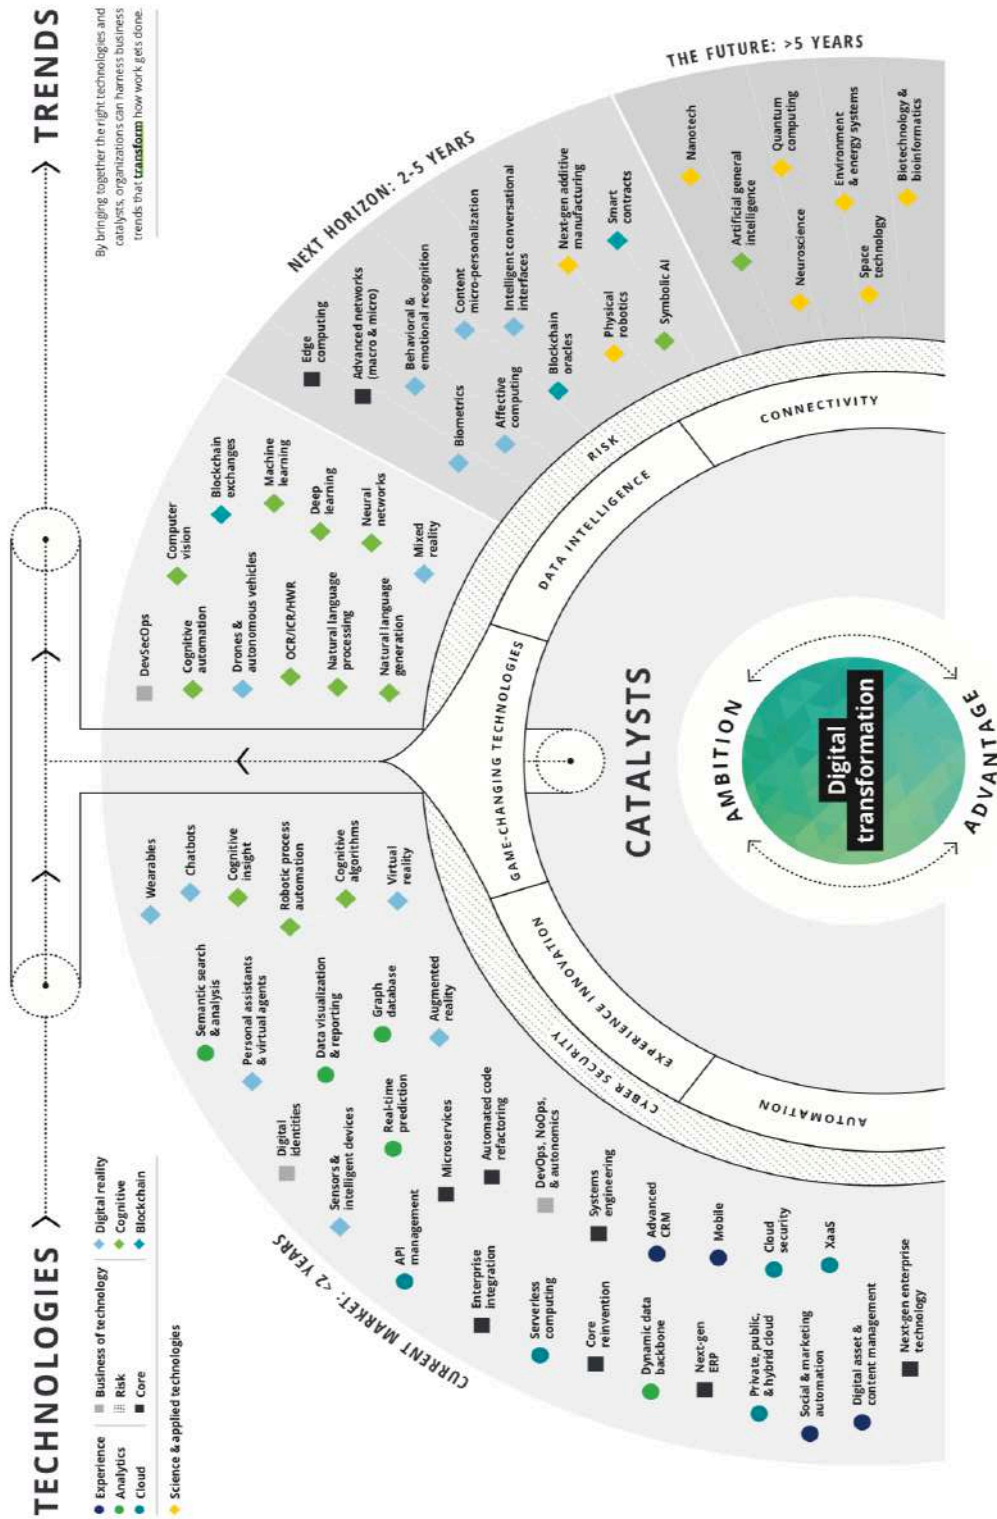 TECHNOLOGIES
TRENDS
Experience
Analytics
Cloud
Business of technology
Risk
Core
Digital reality
Cognitive
Blockchain
Science & applied technologies
By bringing together the right technologies and
catalysts, organizations can harness business
trends that transform how work gets done.
CURRENT MARKET: <2 YEARS
Next-gen enterprise
technology
Digital asset &
content management
Social & marketing
automation
Private, public,
& hybrid cloud
Next-gen
ERP
Dynamic data
backbone
Core
reinvention
Serverless
computing
Enterprise
integration
XaaS
Cloud
security
Mobile
Advanced
CRM
Systems
engineering
DevOps, NoOps,
& autonomics
Automated code
refactoring
Microservices
API
management
Real-time
prediction
Sensors &
intelligent devices
Digital
identities
Augmented
reality
Graph
database
Data visualization
& reporting
Personal assistants
& virtual agents
Semantic search
& analysis
Wearables
Chatbots
Cognitive
insight
Robotic process
automation
Cognitive
algorithms
Virtual
reality
DevSecOps
Cognitive
automation
Drones &
autonomous vehicles
OCR/ICR/HWR
Natural language
processing
Natural language
generation
Computer
vision
Blockchain
exchanges
Machine
learning
Deep
learning
Neural
networks
Mixed
reality
NEXT HORIZON: 2-5 YEARS
Edge
computing
Advanced networks
(macro & micro)
Behavioral &
emotional recognition
Biometrics
Content
micro-personalization
Intelligent conversational
interfaces
Affective
computing
Next-gen additive
manufacturing
Blockchain
oracles
Smart
contracts
Physical
robotics
Symbolic AI
THE FUTURE: >5 YEARS
Nanotech
Artificial general
intelligence
Quantum
computing
Neuroscience
Environment
& energy systems
Space
technology
Biotechnology &
bioinformatics
CYBER SECURITY
RISK
AUTOMATION
EXPERIENCE INNOVATION
GAME-CHANGING TECHNOLOGIES
DATA INTELLIGENCE
CONNECTIVITY
CATALYSTS
AMBITION
Digital
transformation
ADVANTAGE